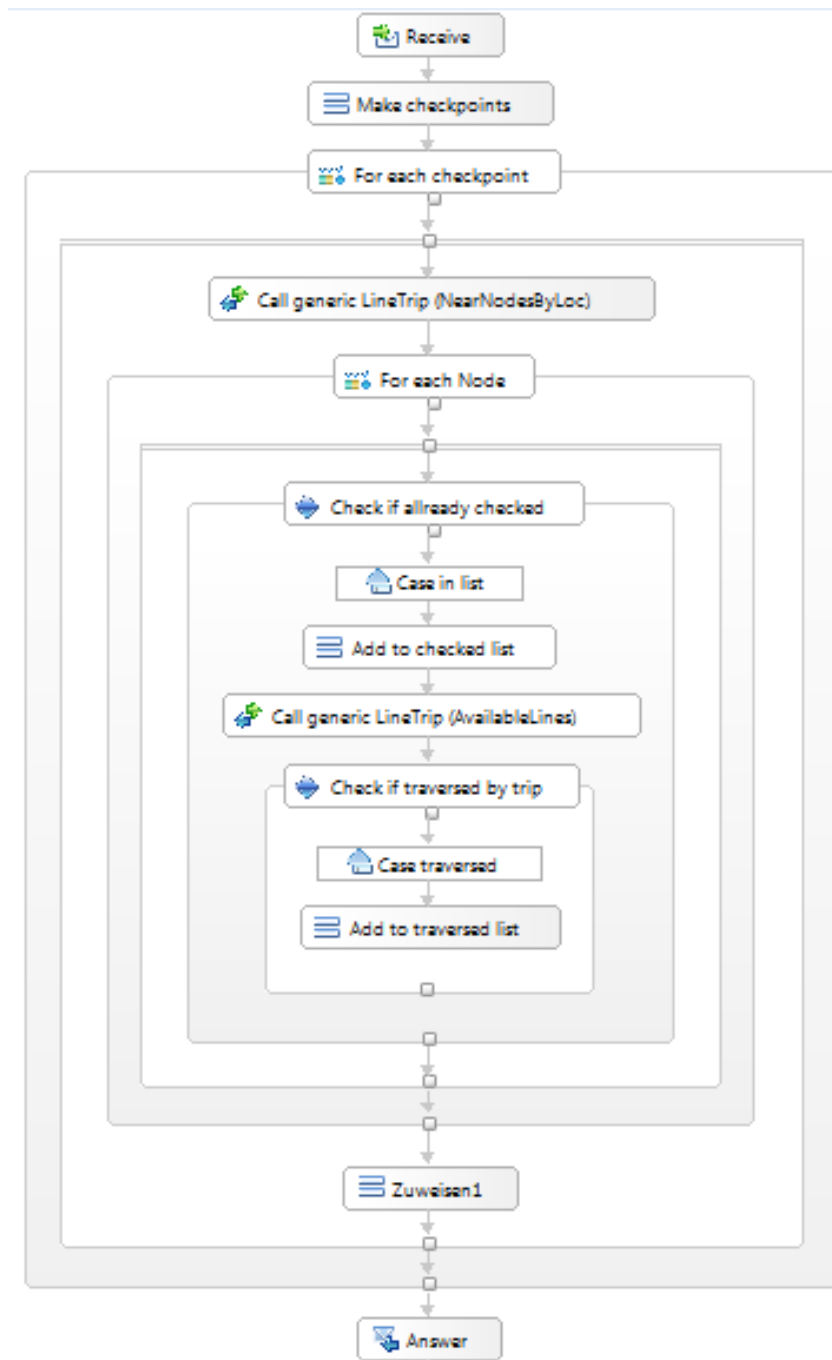 Receive
Make checkpoints
For each checkpoint
Call generic LineTrip (NearNodesByLoc)
For each Node
Check if allready checked
Case in list
Add to checked list
Call generic LineTrip (AvailableLines)
Check if traversed by trip
Case traversed
Add to traversed list
Zuweisen1
Answer